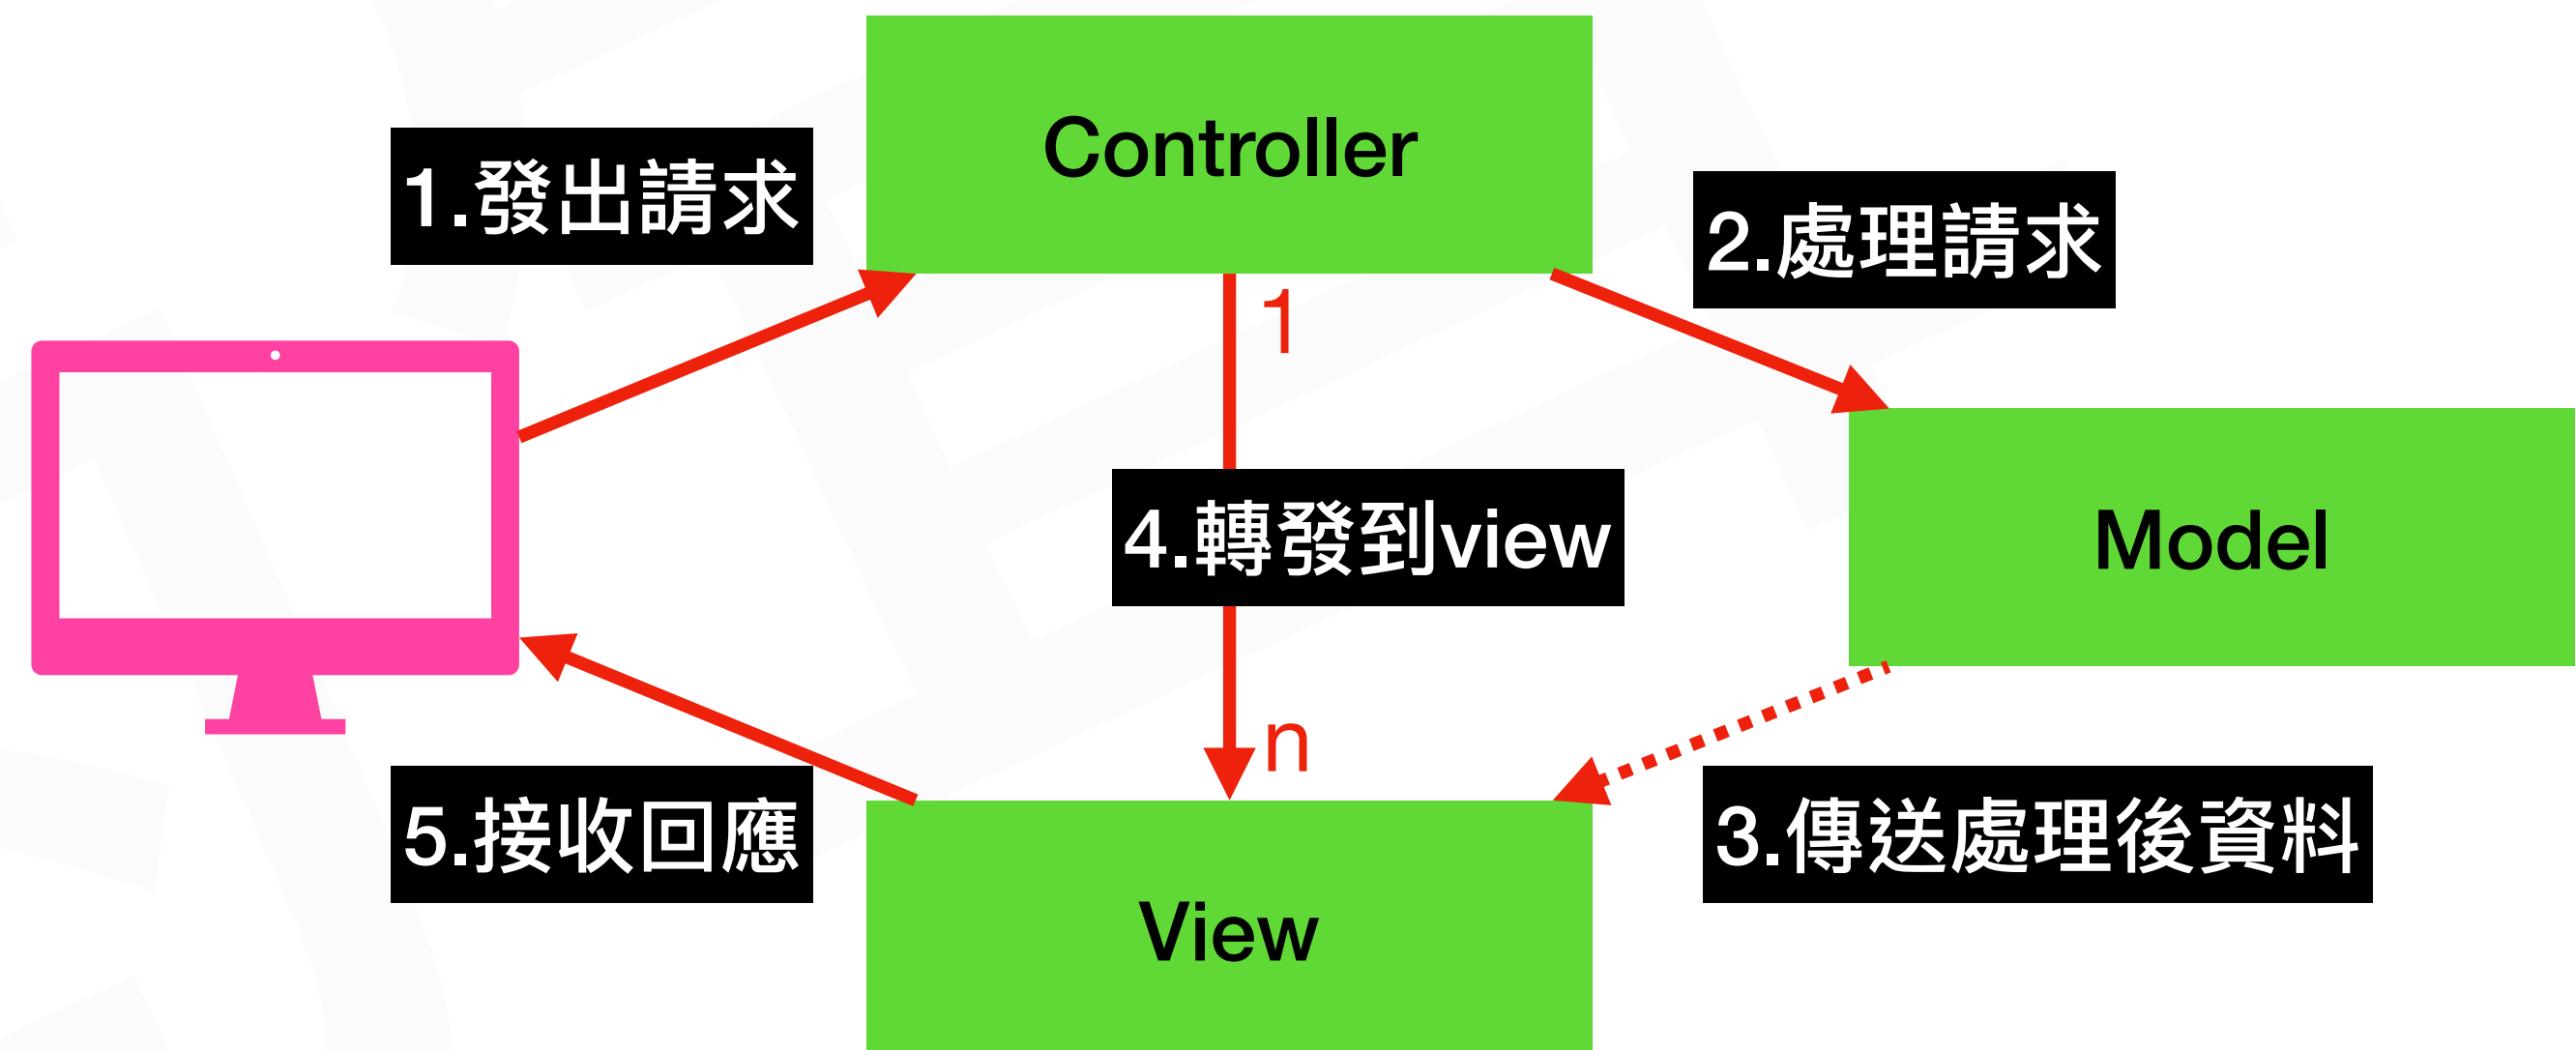 Controller
1.發出請求
2.處理請求
1
4.轉發到view
Model
n
5.接收回應
3.傳送處理後資料
View